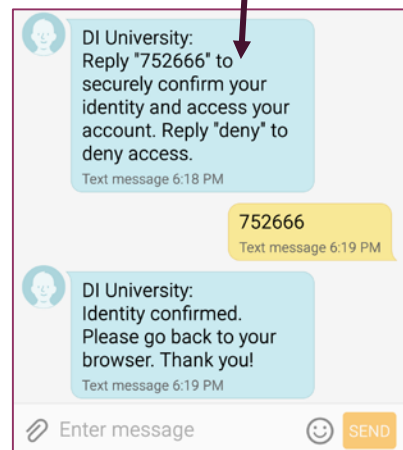 DI University:
Reply "752666" to
securely confirm your
identity and access your
account. Reply "deny" to
deny access.
Text message 6:18 PM
752666
Text message 6:19 PM
DI University:
Identity confirmed.
Please go back to your
browser. Thank you!
Text message 6:19 PM
Enter message
SEND